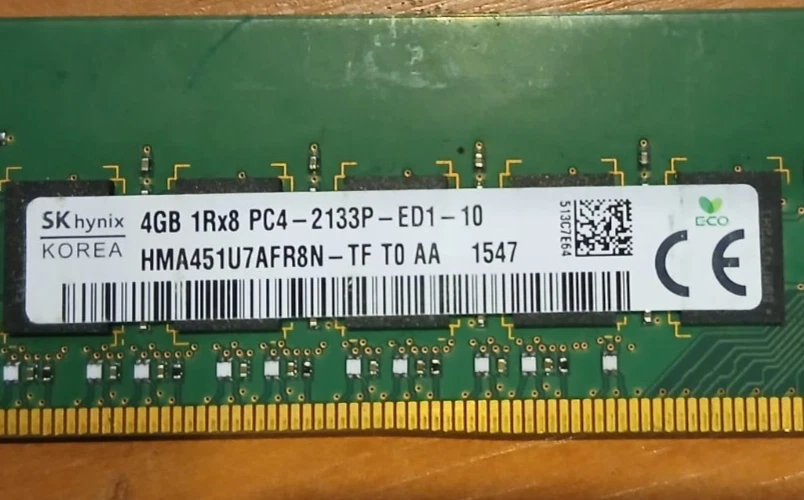 SK hynix
KOREA
4GB 1Rx8 PC4-2133P-ED1-10
HMA451U7AFR8N-TF T0 AA 1547
513C7E64
ECO
CE